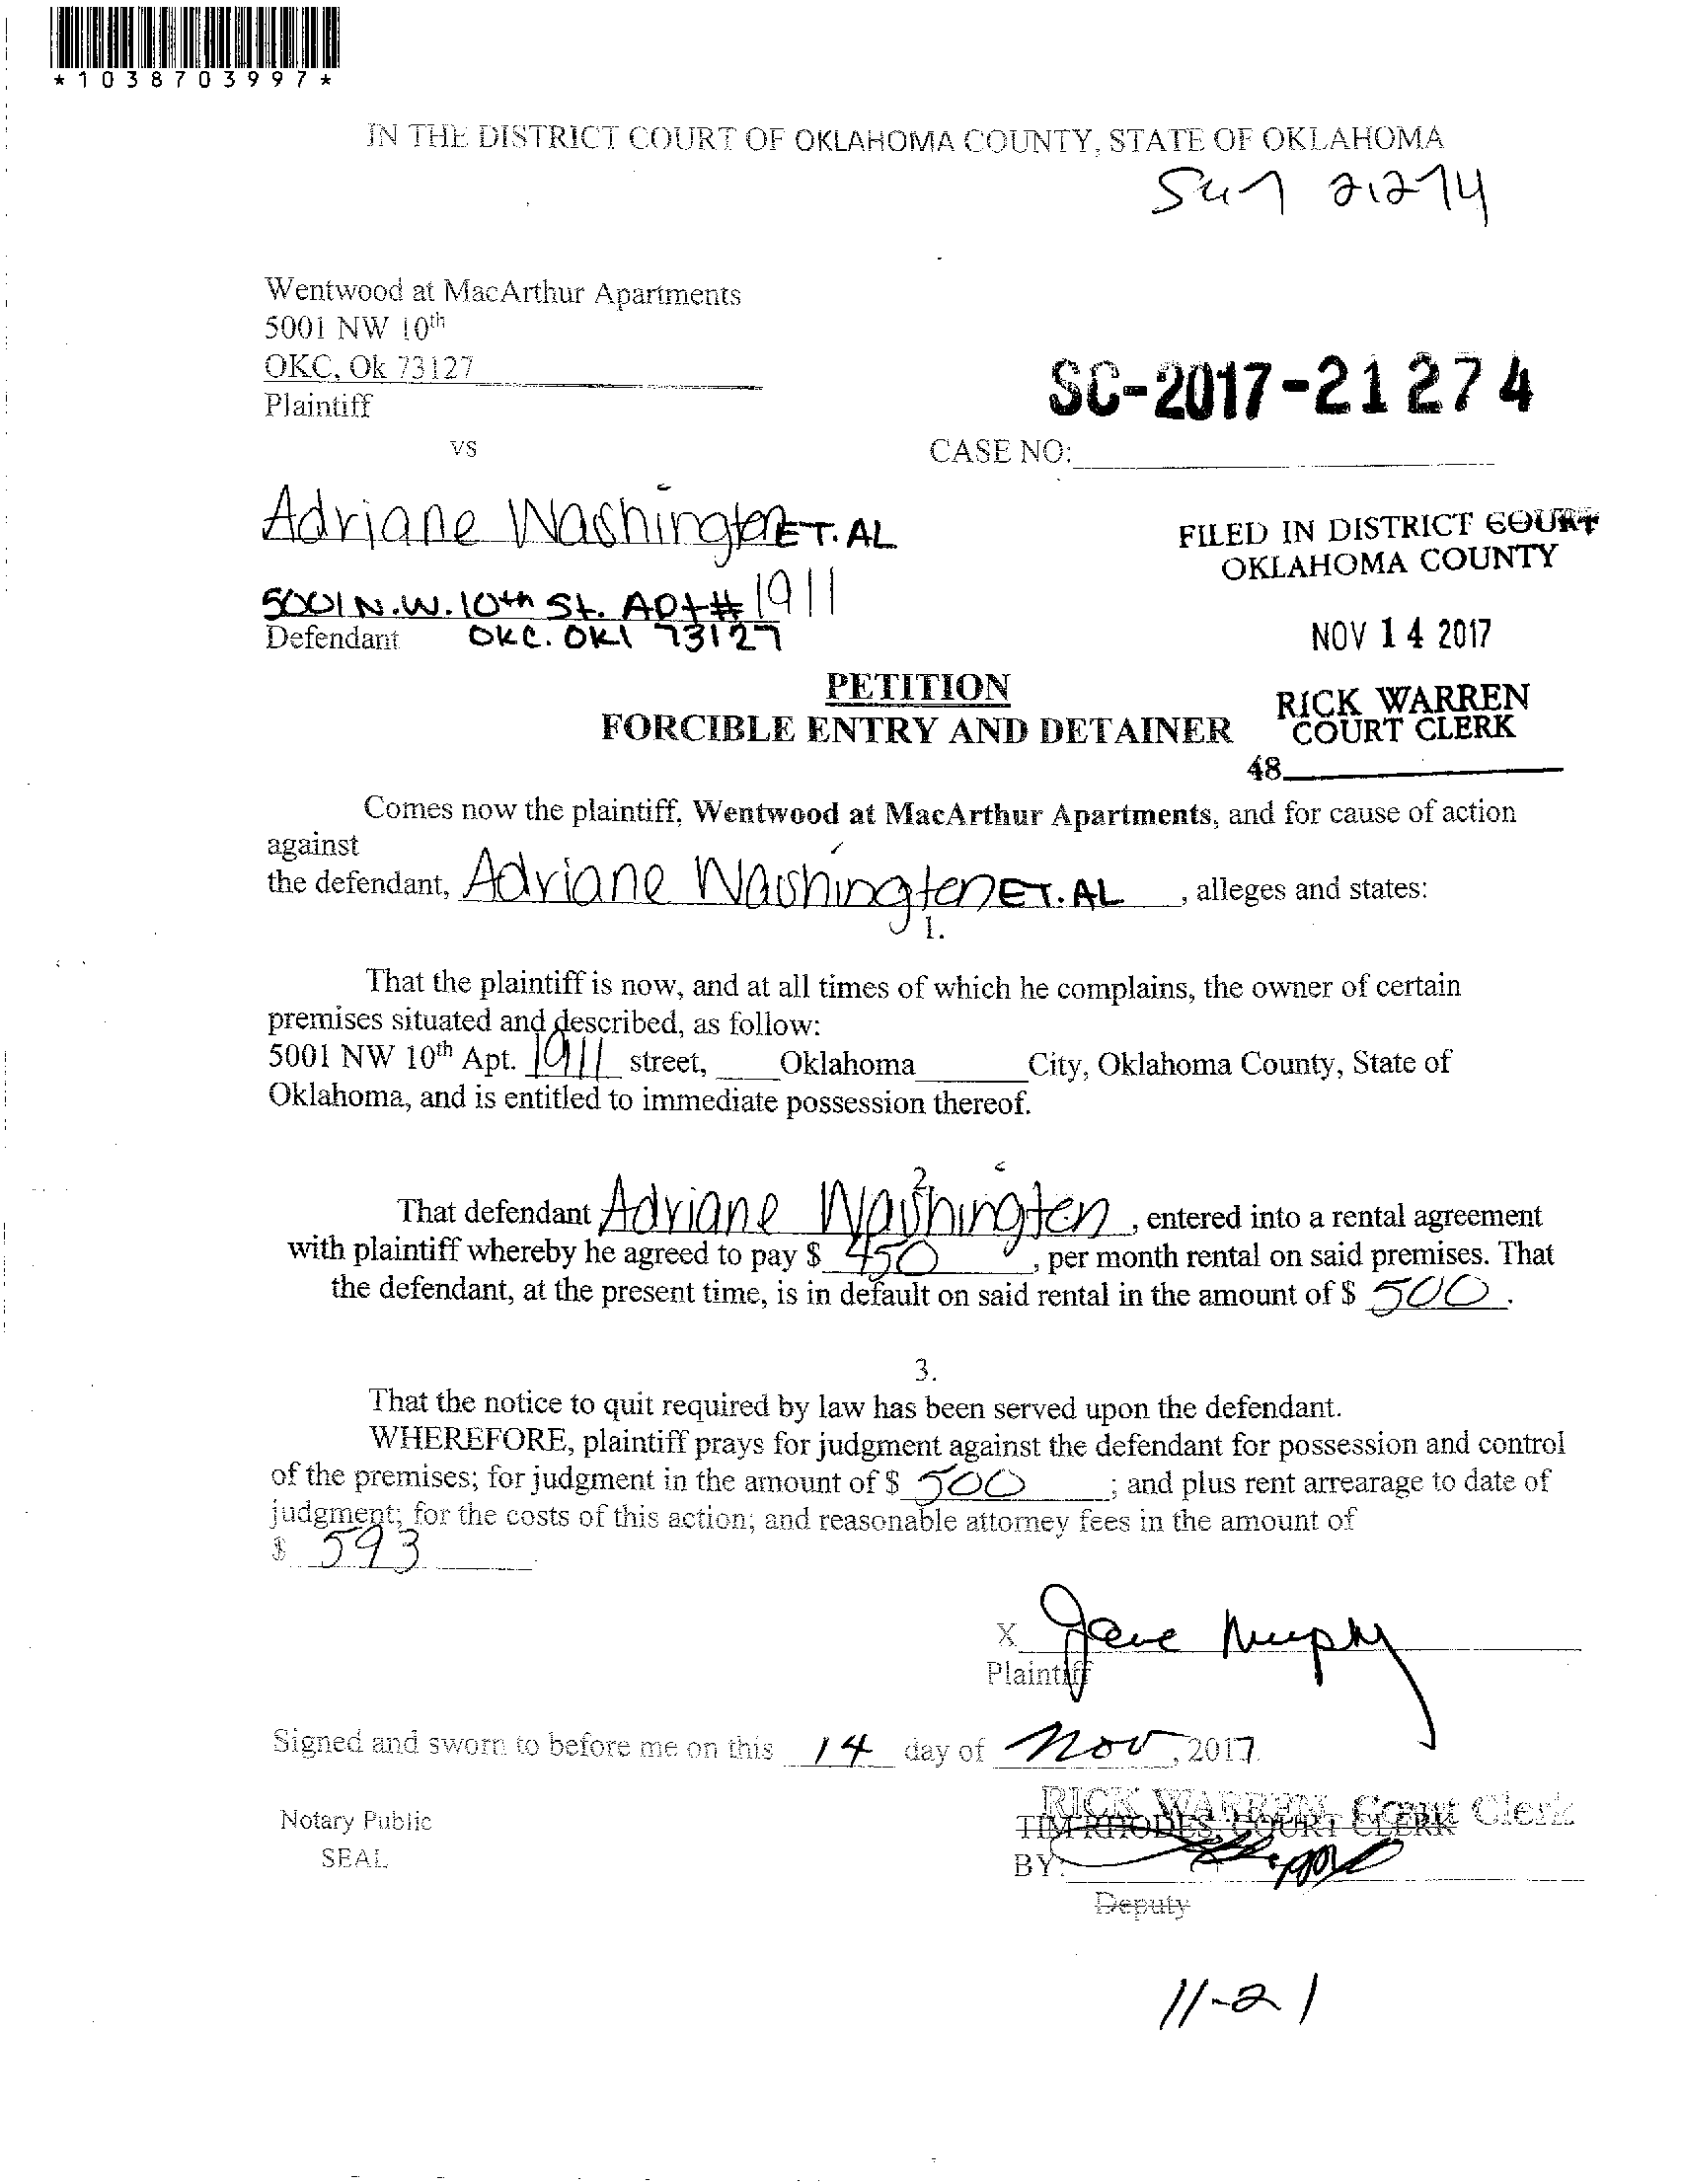 *1038703997*
IN THE DISTRICT COURT OF OKLAHOMA COUNTY, STATE OF OKLAHOMA
21274
Wentwood at MacArthur Apartments
5001 NW 10th
OKC, Ok 73127
Plaintiff
SC-2017-21274
vs
CASE NO:
Adriane Washington ET. AL
FILED IN DISTRICT COURT
OKLAHOMA COUNTY
5001 N.W. 10th St. Apt# 1911
Defendant OKC. OKl 73127
NOV 14 2017
PETITION
RICK WARREN
FORCIBLE ENTRY AND DETAINER
COURT CLERK
48
Comes now the plaintiff, Wentwood at MacArthur Apartments, and for cause of action
against
the defendant, Adriane Washington ET. AL , alleges and states:
1.
That the plaintiff is now, and at all times of which he complains, the owner of certain
premises situated and described, as follow:
5001 NW 10th Apt. 1911 street, Oklahoma City, Oklahoma County, State of
Oklahoma, and is entitled to immediate possession thereof.
2.
That defendant Adriane Washington , entered into a rental agreement
with plaintiff whereby he agreed to pay $ 450 , per month rental on said premises. That
the defendant, at the present time, is in default on said rental in the amount of $ 500 .
3.
That the notice to quit required by law has been served upon the defendant.
WHEREFORE, plaintiff prays for judgment against the defendant for possession and control
of the premises; for judgment in the amount of $ 500 ; and plus rent arrearage to date of
judgment; for the costs of this action; and reasonable attorney fees in the amount of
$ 593
X Jane Murphy
Plaintiff
Signed and sworn to before me on this 14 day of Nov , 2017.
RICK WARREN, Court Clerk
Notary Public
TIM RHODES, COURT CLERK
SEAL
BY:
Deputy
11-21